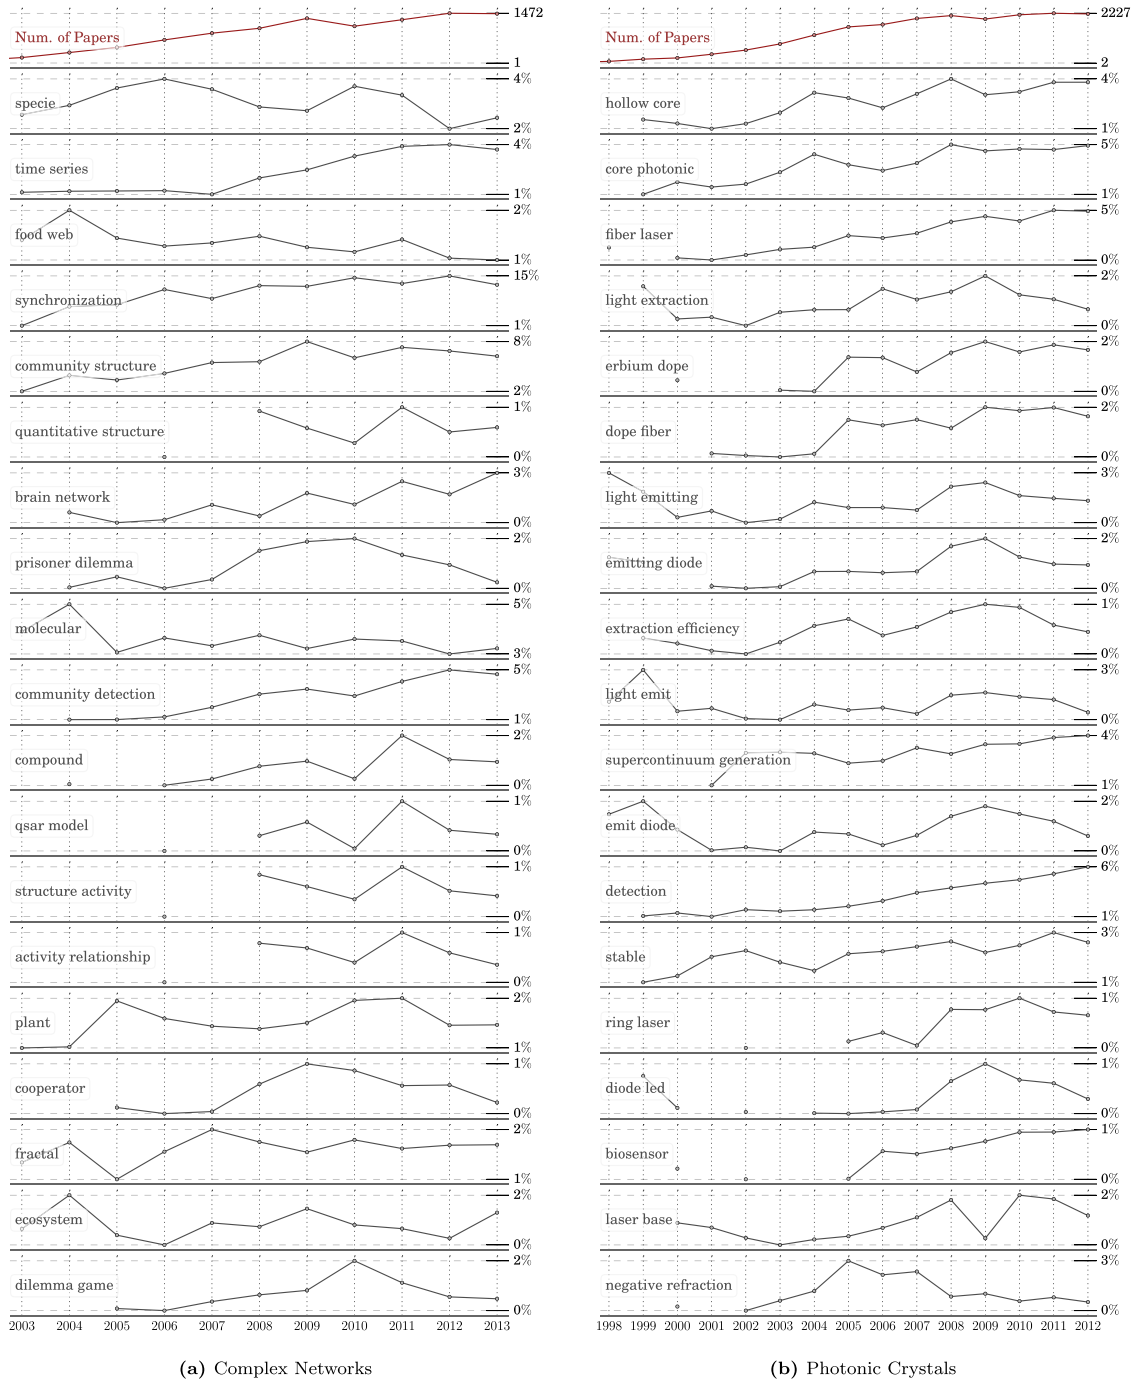 Num. of Papers 1472
1
specie 4%
2%
time series 4%
1%
food web 2%
1%
synchronization 15%
1%
community structure 8%
2%
quantitative structure 1%
0%
brain network 3%
0%
prisoner dilemma 2%
0%
molecular 5%
3%
community detection 5%
1%
compound 2%
0%
qsar model 1%
0%
structure activity 1%
0%
activity relationship 1%
0%
plant 2%
1%
cooperator 1%
0%
fractal 2%
1%
ecosystem 2%
0%
dilemma game 2%
0%
2003 2004 2005 2006 2007 2008 2009 2010 2011 2012 2013
(a) Complex Networks
Num. of Papers 2227
2
hollow core 4%
1%
core photonic 5%
1%
fiber laser 5%
0%
light extraction 2%
0%
erbium dope 2%
0%
dope fiber 2%
0%
light emitting 3%
0%
emitting diode 2%
0%
extraction efficiency 1%
0%
light emit 3%
0%
supercontinuum generation 4%
1%
emit diode 2%
0%
detection 6%
1%
stable 3%
1%
ring laser 1%
0%
diode led 1%
0%
biosensor 1%
0%
laser base 2%
0%
negative refraction 3%
0%
1998 1999 2000 2001 2002 2003 2004 2005 2006 2007 2008 2009 2010 2011 2012
(b) Photonic Crystals